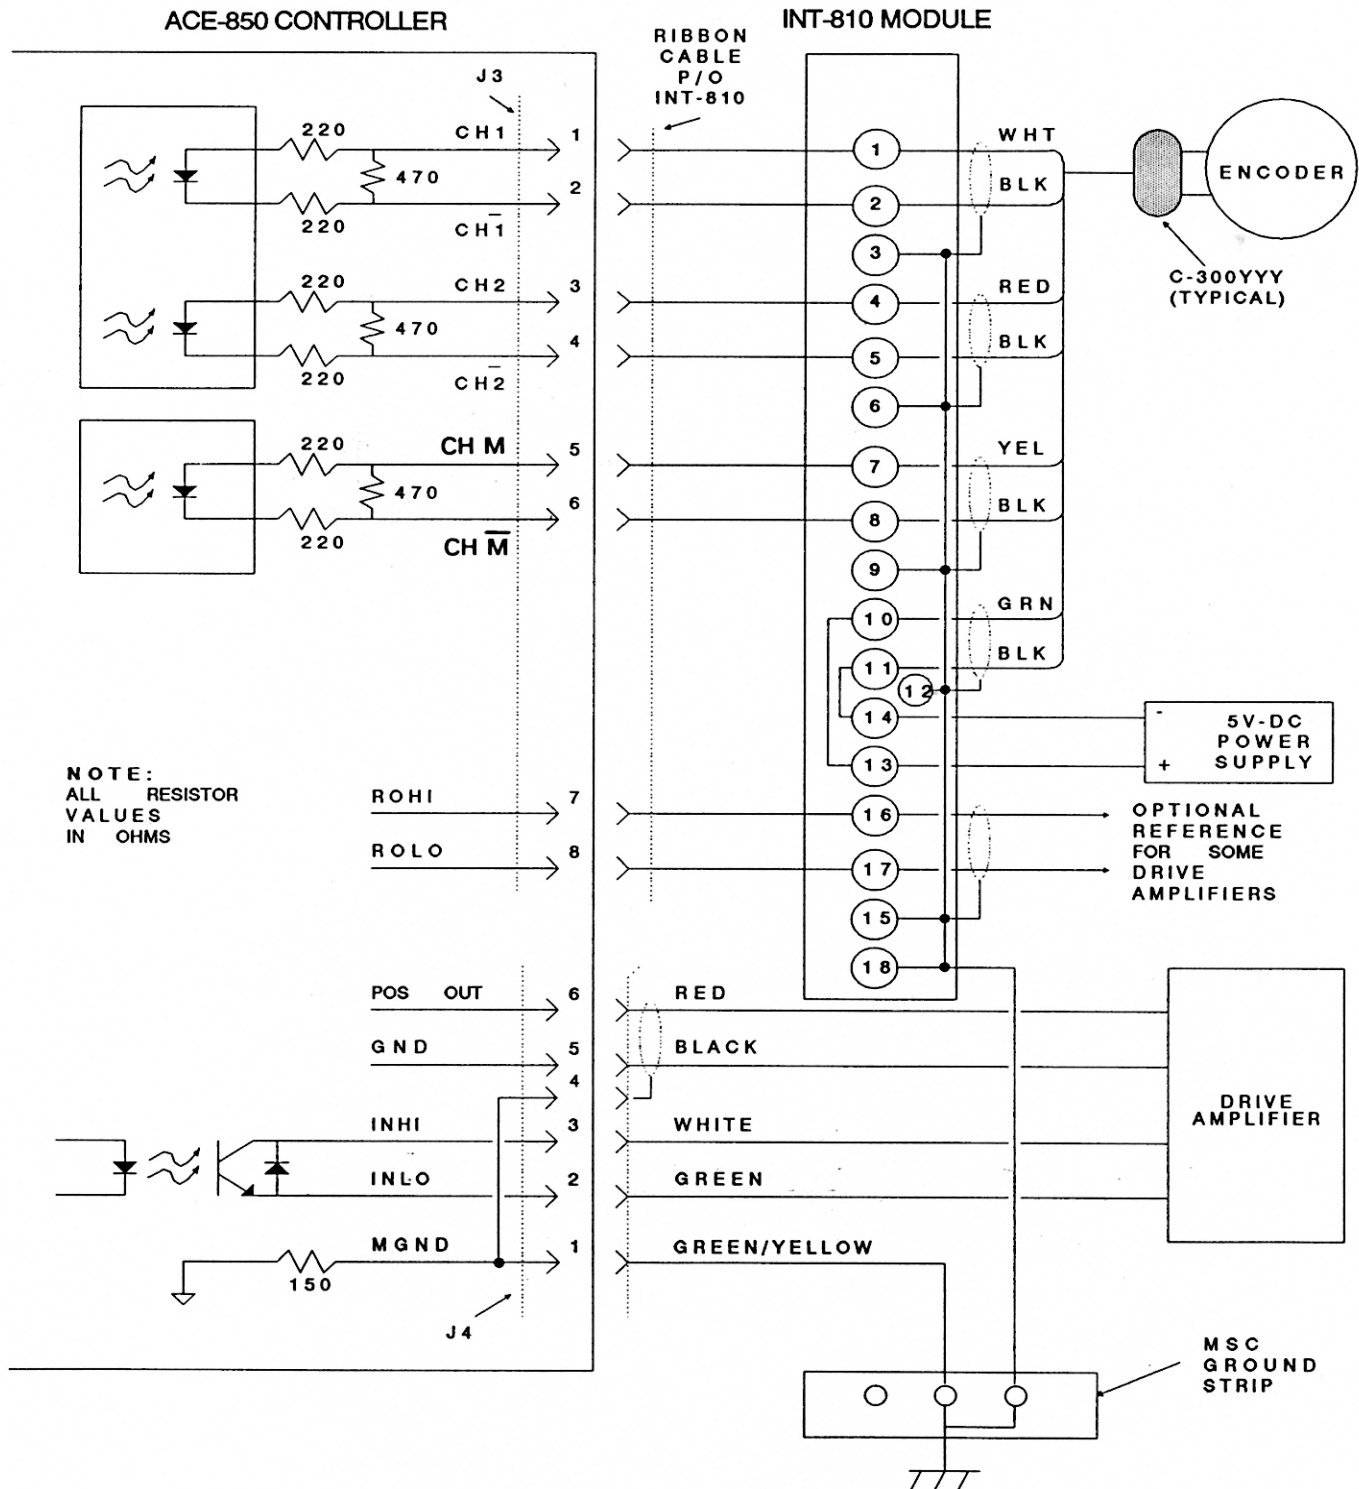 ACE-850 CONTROLLER
INT-810 MODULE
RIBBON
CABLE
P/O
INT-810
J3
220
CH1
1
470
2
220
CH1̅
220
CH2
3
470
4
220
CH2̅
220
CH M
5
470
6
220
CH M̅
NOTE:
ALL RESISTOR
VALUES
IN OHMS
ROHI
7
ROLO
8
1
2
3
4
5
6
7
8
9
10
11
12
14
13
16
17
15
18
WHT
BLK
RED
BLK
YEL
BLK
GRN
BLK
ENCODER
C-300YYY
(TYPICAL)
-
5V-DC
POWER
+
SUPPLY
OPTIONAL
REFERENCE
FOR SOME
DRIVE
AMPLIFIERS
POS OUT
6
RED
GND
5
BLACK
4
INHI
3
WHITE
INLO
2
GREEN
MGND
1
GREEN/YELLOW
150
J4
DRIVE
AMPLIFIER
MSC
GROUND
STRIP